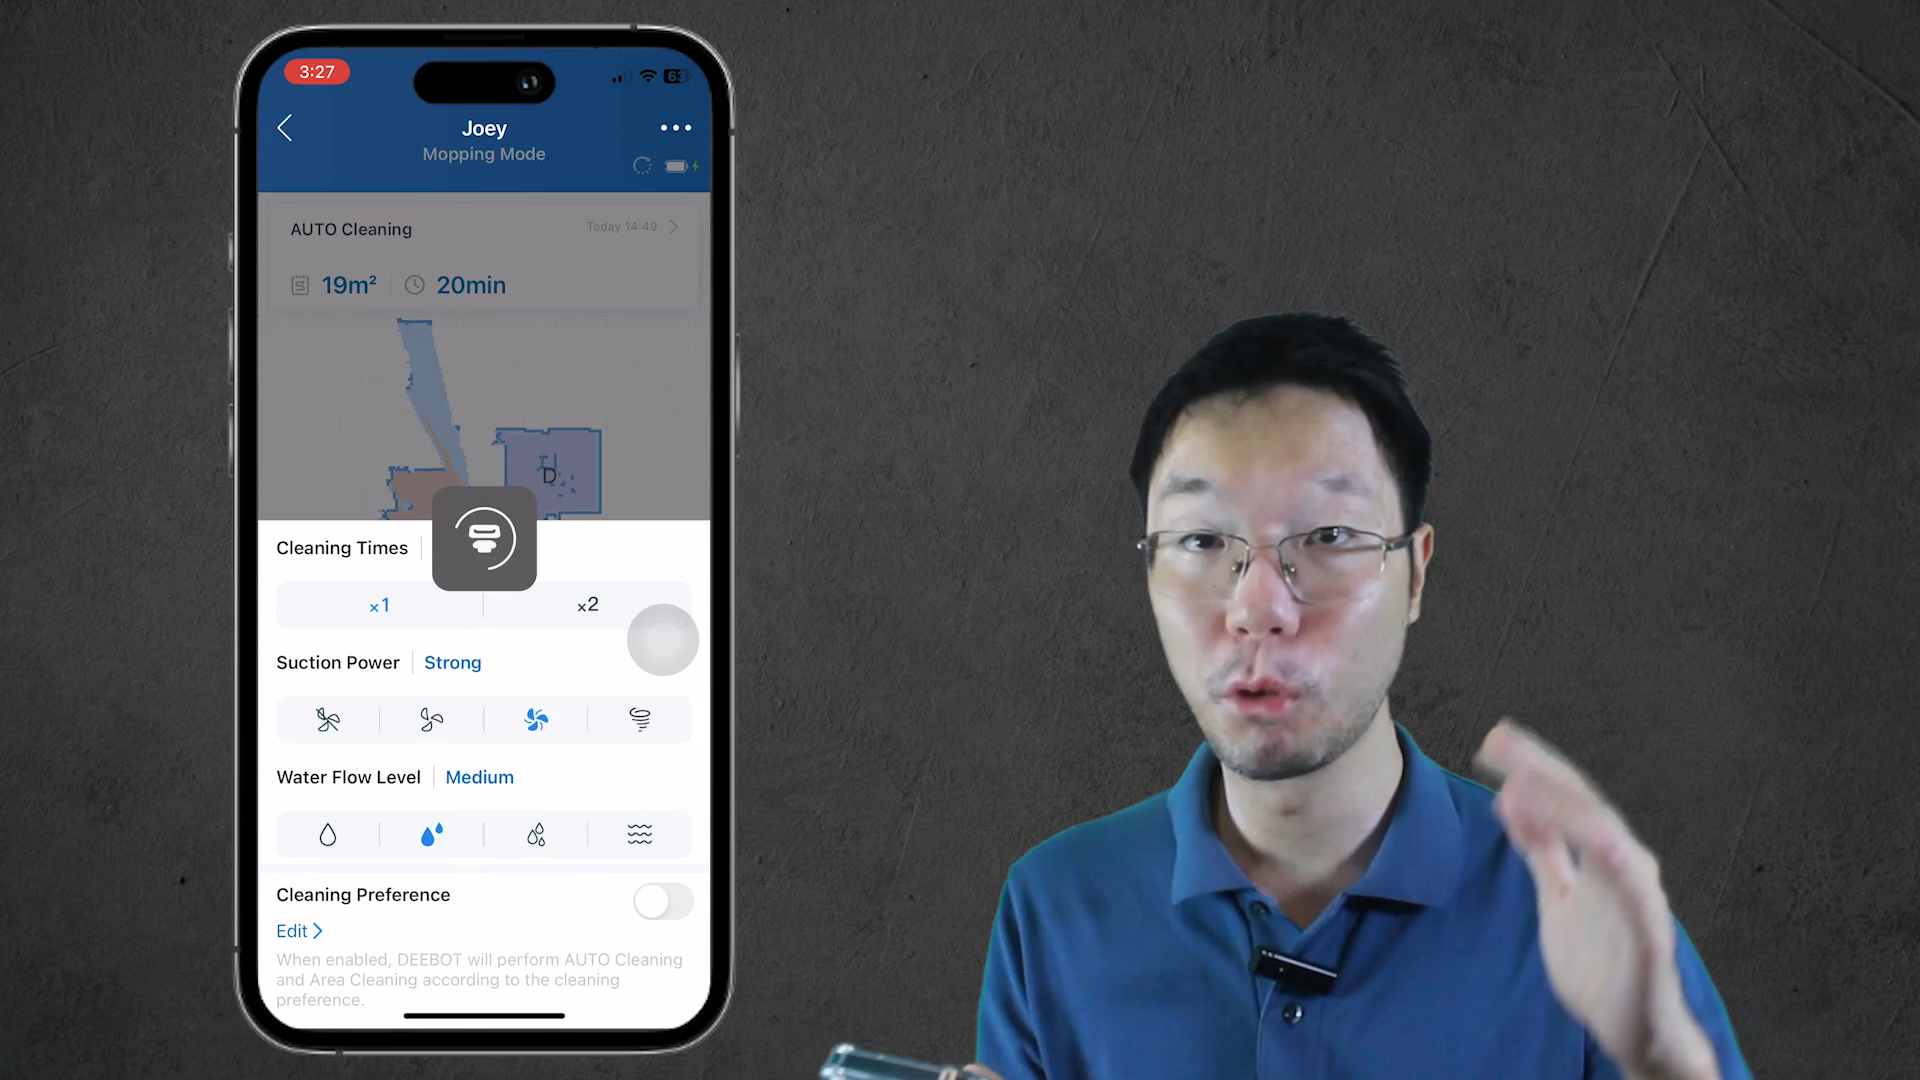 3:27
63
Joey
Mopping Mode
AUTO Cleaning
Today 14:49
19m²
20min
D
Cleaning Times
×1
×2
Suction Power
Strong
Water Flow Level
Medium
Cleaning Preference
Edit
When enabled, DEEBOT will perform AUTO Cleaning
and Area Cleaning according to the cleaning
preference.